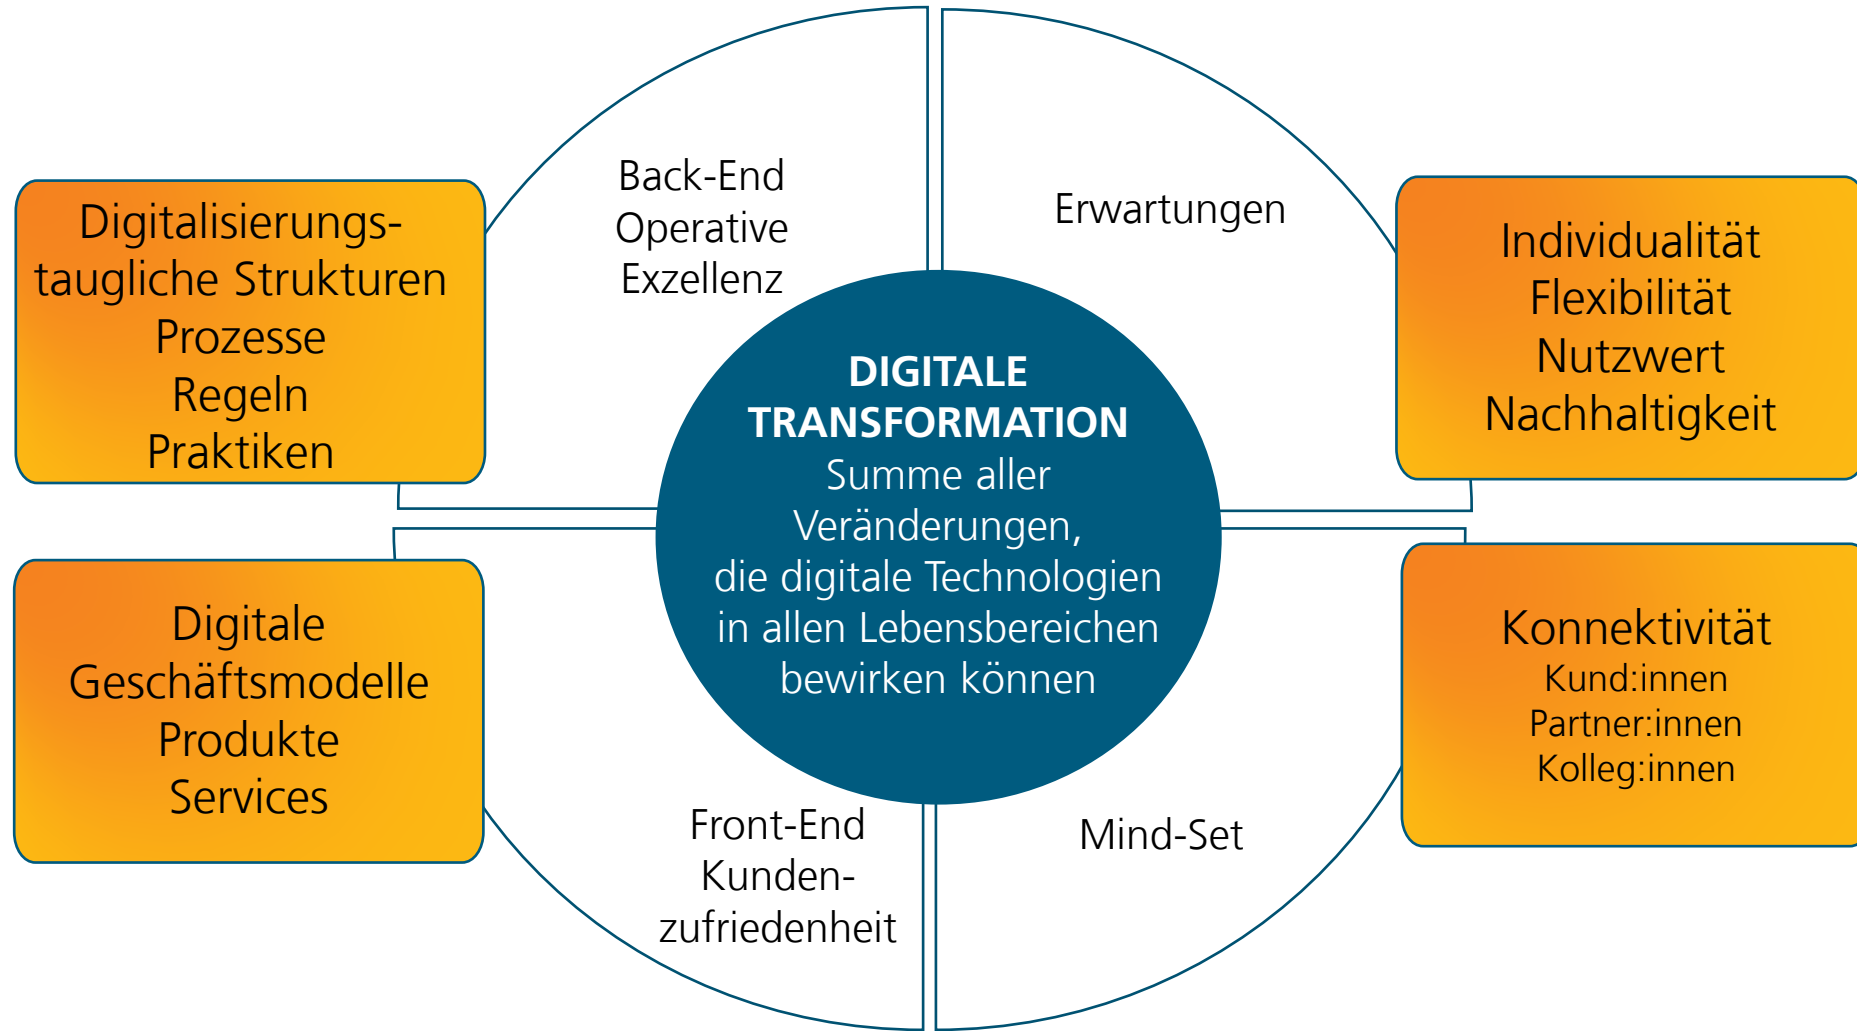 Back-End
Operative
Exzellenz
Erwartungen
Digitalisierungs-
taugliche Strukturen
Prozesse
Regeln
Praktiken
Individualität
Flexibilität
Nutzwert
Nachhaltigkeit
DIGITALE
TRANSFORMATION
Summe aller
Veränderungen,
die digitale Technologien
in allen Lebensbereichen
bewirken können
Digitale
Geschäftsmodelle
Produkte
Services
Konnektivität
Kund:innen
Partner:innen
Kolleg:innen
Front-End
Kunden-
zufriedenheit
Mind-Set